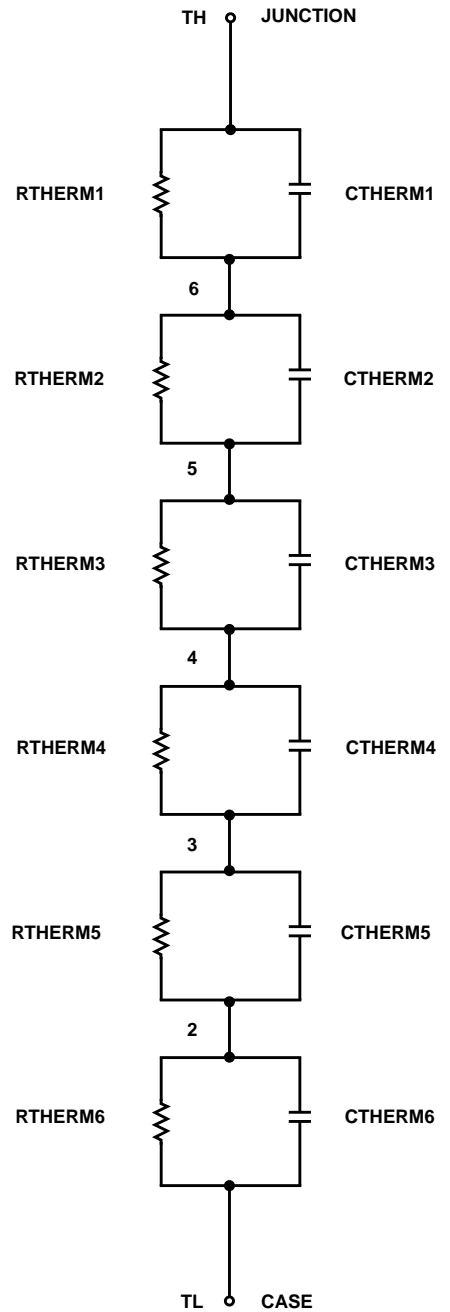 TH JUNCTION
RTHERM1 CTHERM1
6
RTHERM2 CTHERM2
5
RTHERM3 CTHERM3
4
RTHERM4 CTHERM4
3
RTHERM5 CTHERM5
2
RTHERM6 CTHERM6
TL CASE